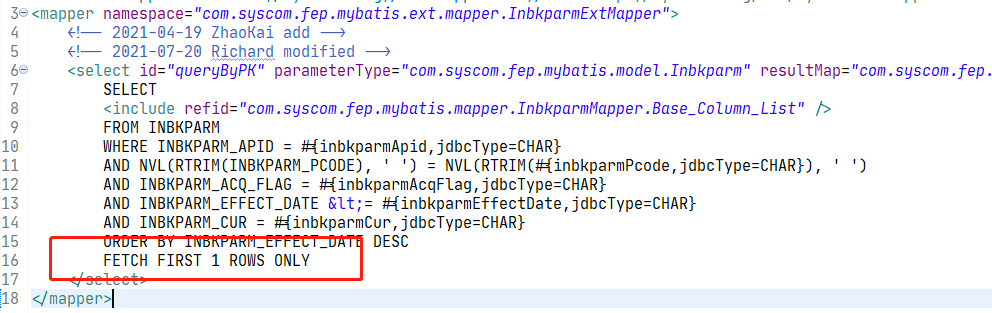 3 <mapper namespace="com.syscom.fep.mybatis.ext.mapper.InbkparmExtMapper">
4 <!-- 2021-04-19 ZhaoKai add -->
5 <!-- 2021-07-20 Richard modified -->
6 <select id="queryByPK" parameterType="com.syscom.fep.mybatis.model.Inbkparm" resultMap="com.syscom.fep.
7 SELECT
8 <include refid="com.syscom.fep.mybatis.mapper.InbkparmMapper.Base_Column_List" />
9 FROM INBKPARM
10 WHERE INBKPARM_APID = #{inbkparmApid,jdbcType=CHAR}
11 AND NVL(RTRIM(INBKPARM_PCODE), ' ') = NVL(RTRIM(#{inbkparmPcode,jdbcType=CHAR}), ' ')
12 AND INBKPARM_ACQ_FLAG = #{inbkparmAcqFlag,jdbcType=CHAR}
13 AND INBKPARM_EFFECT_DATE &lt;= #{inbkparmEffectDate,jdbcType=CHAR}
14 AND INBKPARM_CUR = #{inbkparmCur,jdbcType=CHAR}
15 ORDER BY INBKPARM_EFFECT_DATE DESC
16 FETCH FIRST 1 ROWS ONLY
17 </select>
18 </mapper>